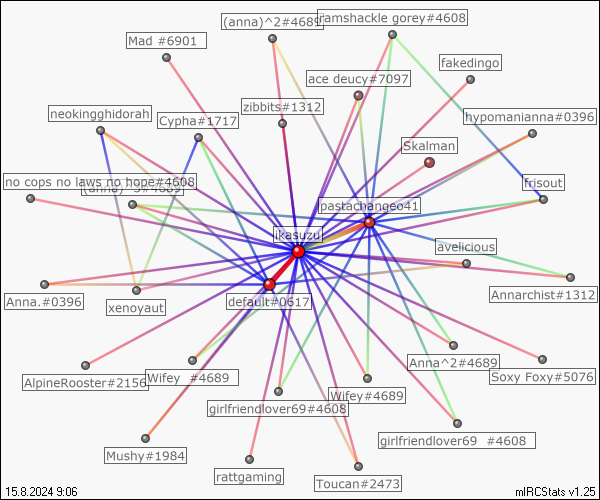 (anna)^2#4689
ramshackle gorey#4608
Mad #6901
fakedingo
ace deucy#7097
zibbits#1312
neokingghidorah
Cypha#1717
hypomanianna#0396
Skalman
no cops no laws no hope#4608
frisout
pastachangeo41
ikasuzu
avelicious
Anna.#0396
xenoyaut
default#0617
Annarchist#1312
Anna^2#4689
AlpineRooster#2156
Wifey #4689
Soxy Foxy#5076
girlfriendlover69#4608
Wifey#4689
girlfriendlover69 #4608
Mushy#1984
rattgaming
Toucan#2473
15.8.2024 9:06
mIRCStats v1.25